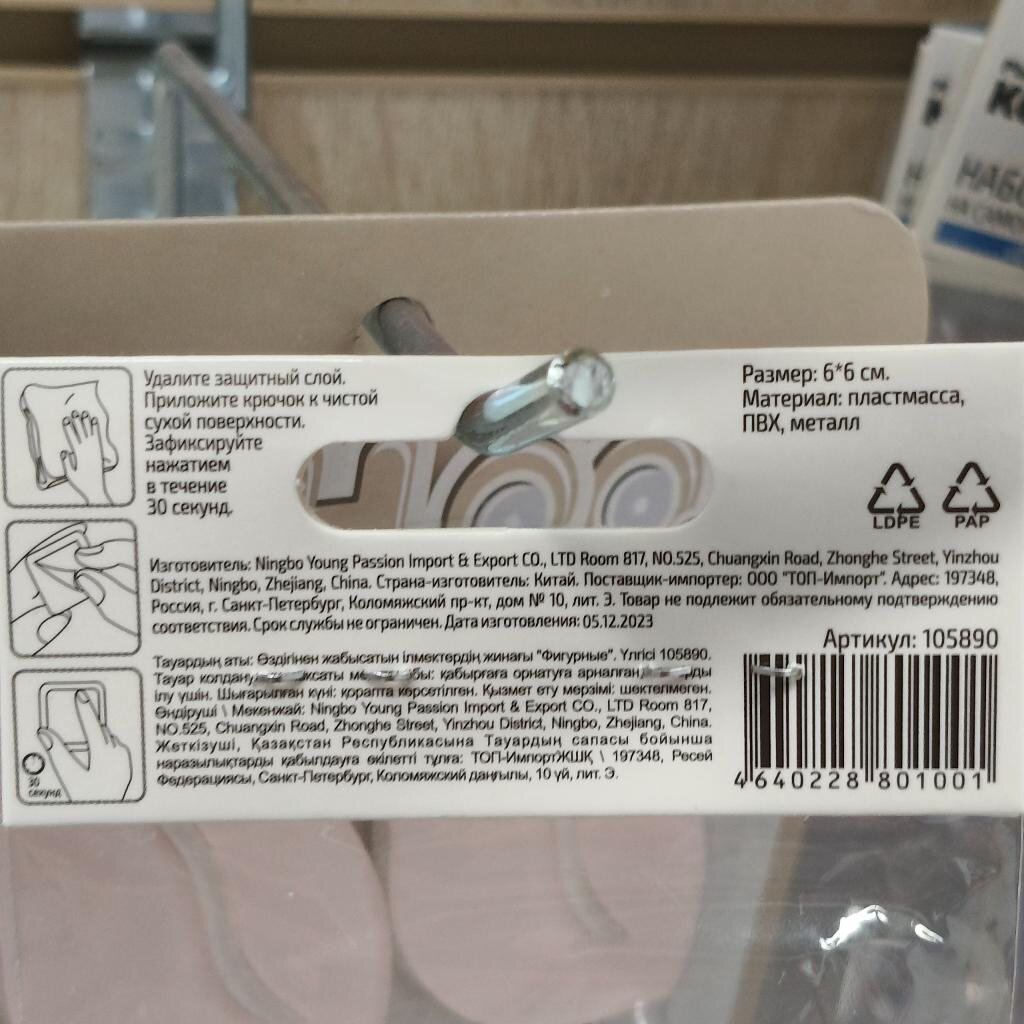 Удалите защитный слой.
Приложите крючок к чистой
сухой поверхности.
Зафиксируйте
нажатием
в течение
30 секунд.
Размер: 6*6 см.
Материал: пластмасса,
ПВХ, металл
LDPE PAP
Изготовитель: Ningbo Young Passion Import & Export CO., LTD Room 817, NO.525, Chuangxin Road, Zhonghe Street, Yinzhou
District, Ningbo, Zhejiang, China. Страна-изготовитель: Китай. Поставщик-импортер: ООО "ТОП-Импорт". Адрес: 197348,
Россия, г. Санкт-Петербург, Коломяжский пр-кт, дом № 10, лит. З. Товар не подлежит обязательному подтверждению
соответствия. Срок службы не ограничен. Дата изготовления: 05.12.2023
Артикул: 105890
Тауардың аты: Өздігінен жабысатын ілмектердің жинағы "Фигурные". Үлгісі 105890.
Тауар қабырғаға орнатуға арналған
ілу үшін. Шығарылған күні: қорапта көрсетілген. Қызмет ету мерзімі: шектелмеген.
Өндіруші \ Мекенжай: Ningbo Young Passion Import & Export CO., LTD Room 817,
NO.525, Chuangxin Road, Zhonghe Street, Yinzhou District, Ningbo, Zhejiang, China.
Жеткізуші, Қазақстан Республикасына Тауардың сапасы бойынша
наразылықтарды қабылдауға өкілетті тұлға: ТОП-ИмпортЖШҚ \ 197348, Ресей
Федерациясы, Санкт-Петербург, Коломяжский даңғылы, 10 үй, лит. Э.
30
секунд
4 640228 801001